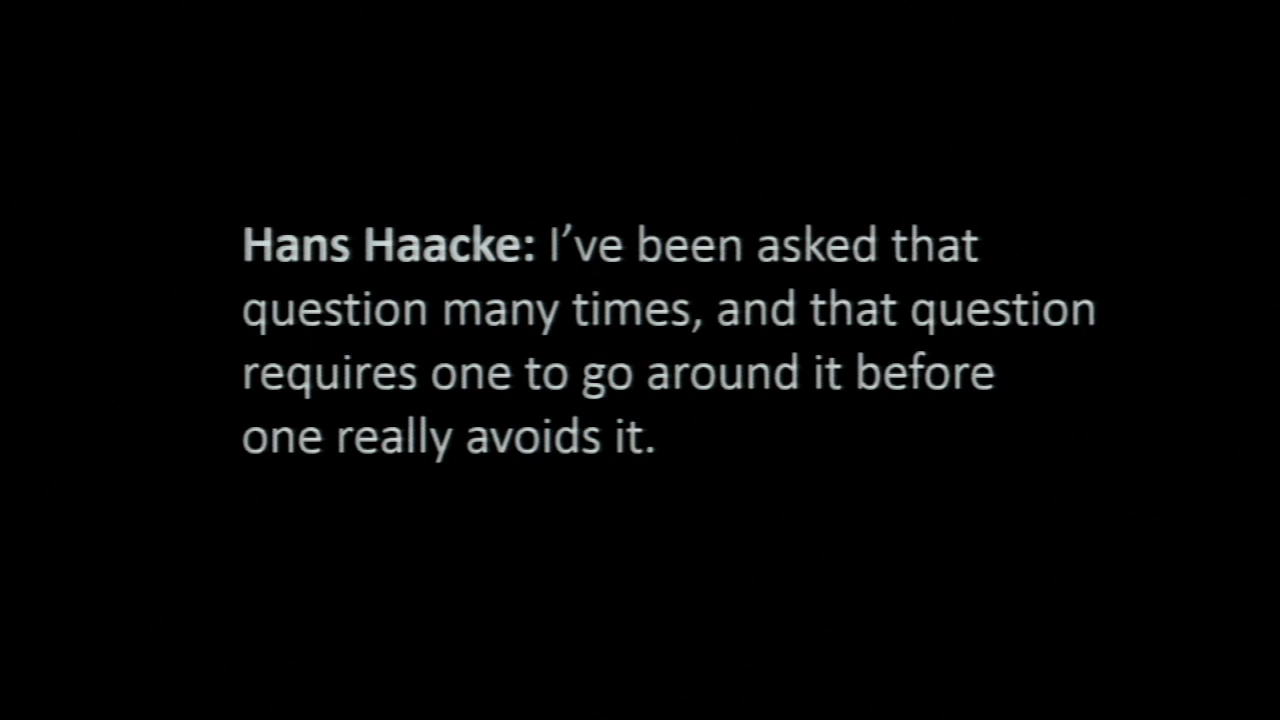 Hans Haacke: I’ve been asked that
question many times, and that question
requires one to go around it before
one really avoids it.